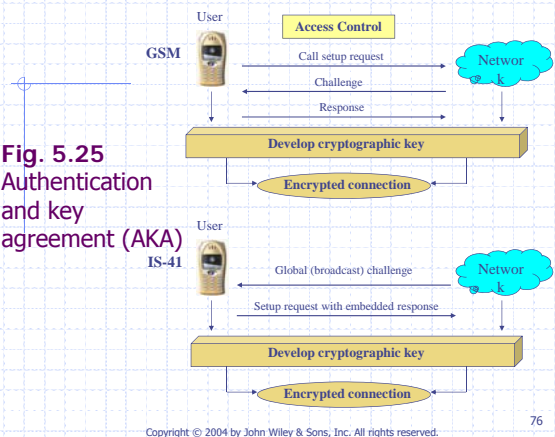 User
Access Control
GSM
Call setup request
Networ
k
Challenge
Response
Develop cryptographic key
Encrypted connection
Fig. 5.25
Authentication
and key
agreement (AKA)
User
IS-41
Global (broadcast) challenge
Networ
k
Setup request with embedded response
Develop cryptographic key
Encrypted connection
76
Copyright © 2004 by John Wiley & Sons, Inc. All rights reserved.